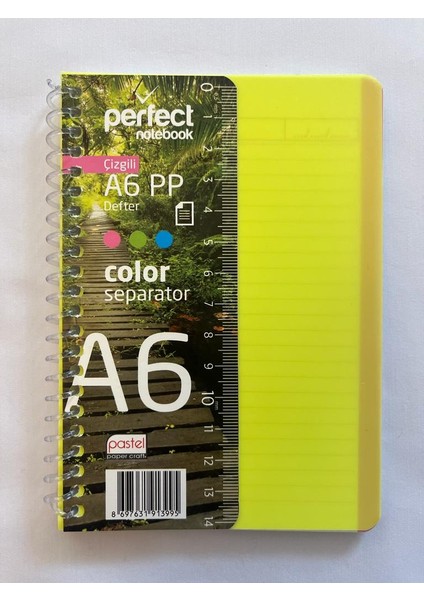 perfect
notebook
Çizgili
A6 PP
Defter
color
separator
A6
pastel
paper craft
8 697631 913995
0
1
2
3
4
5
6
7
8
9
10
11
12
13
14